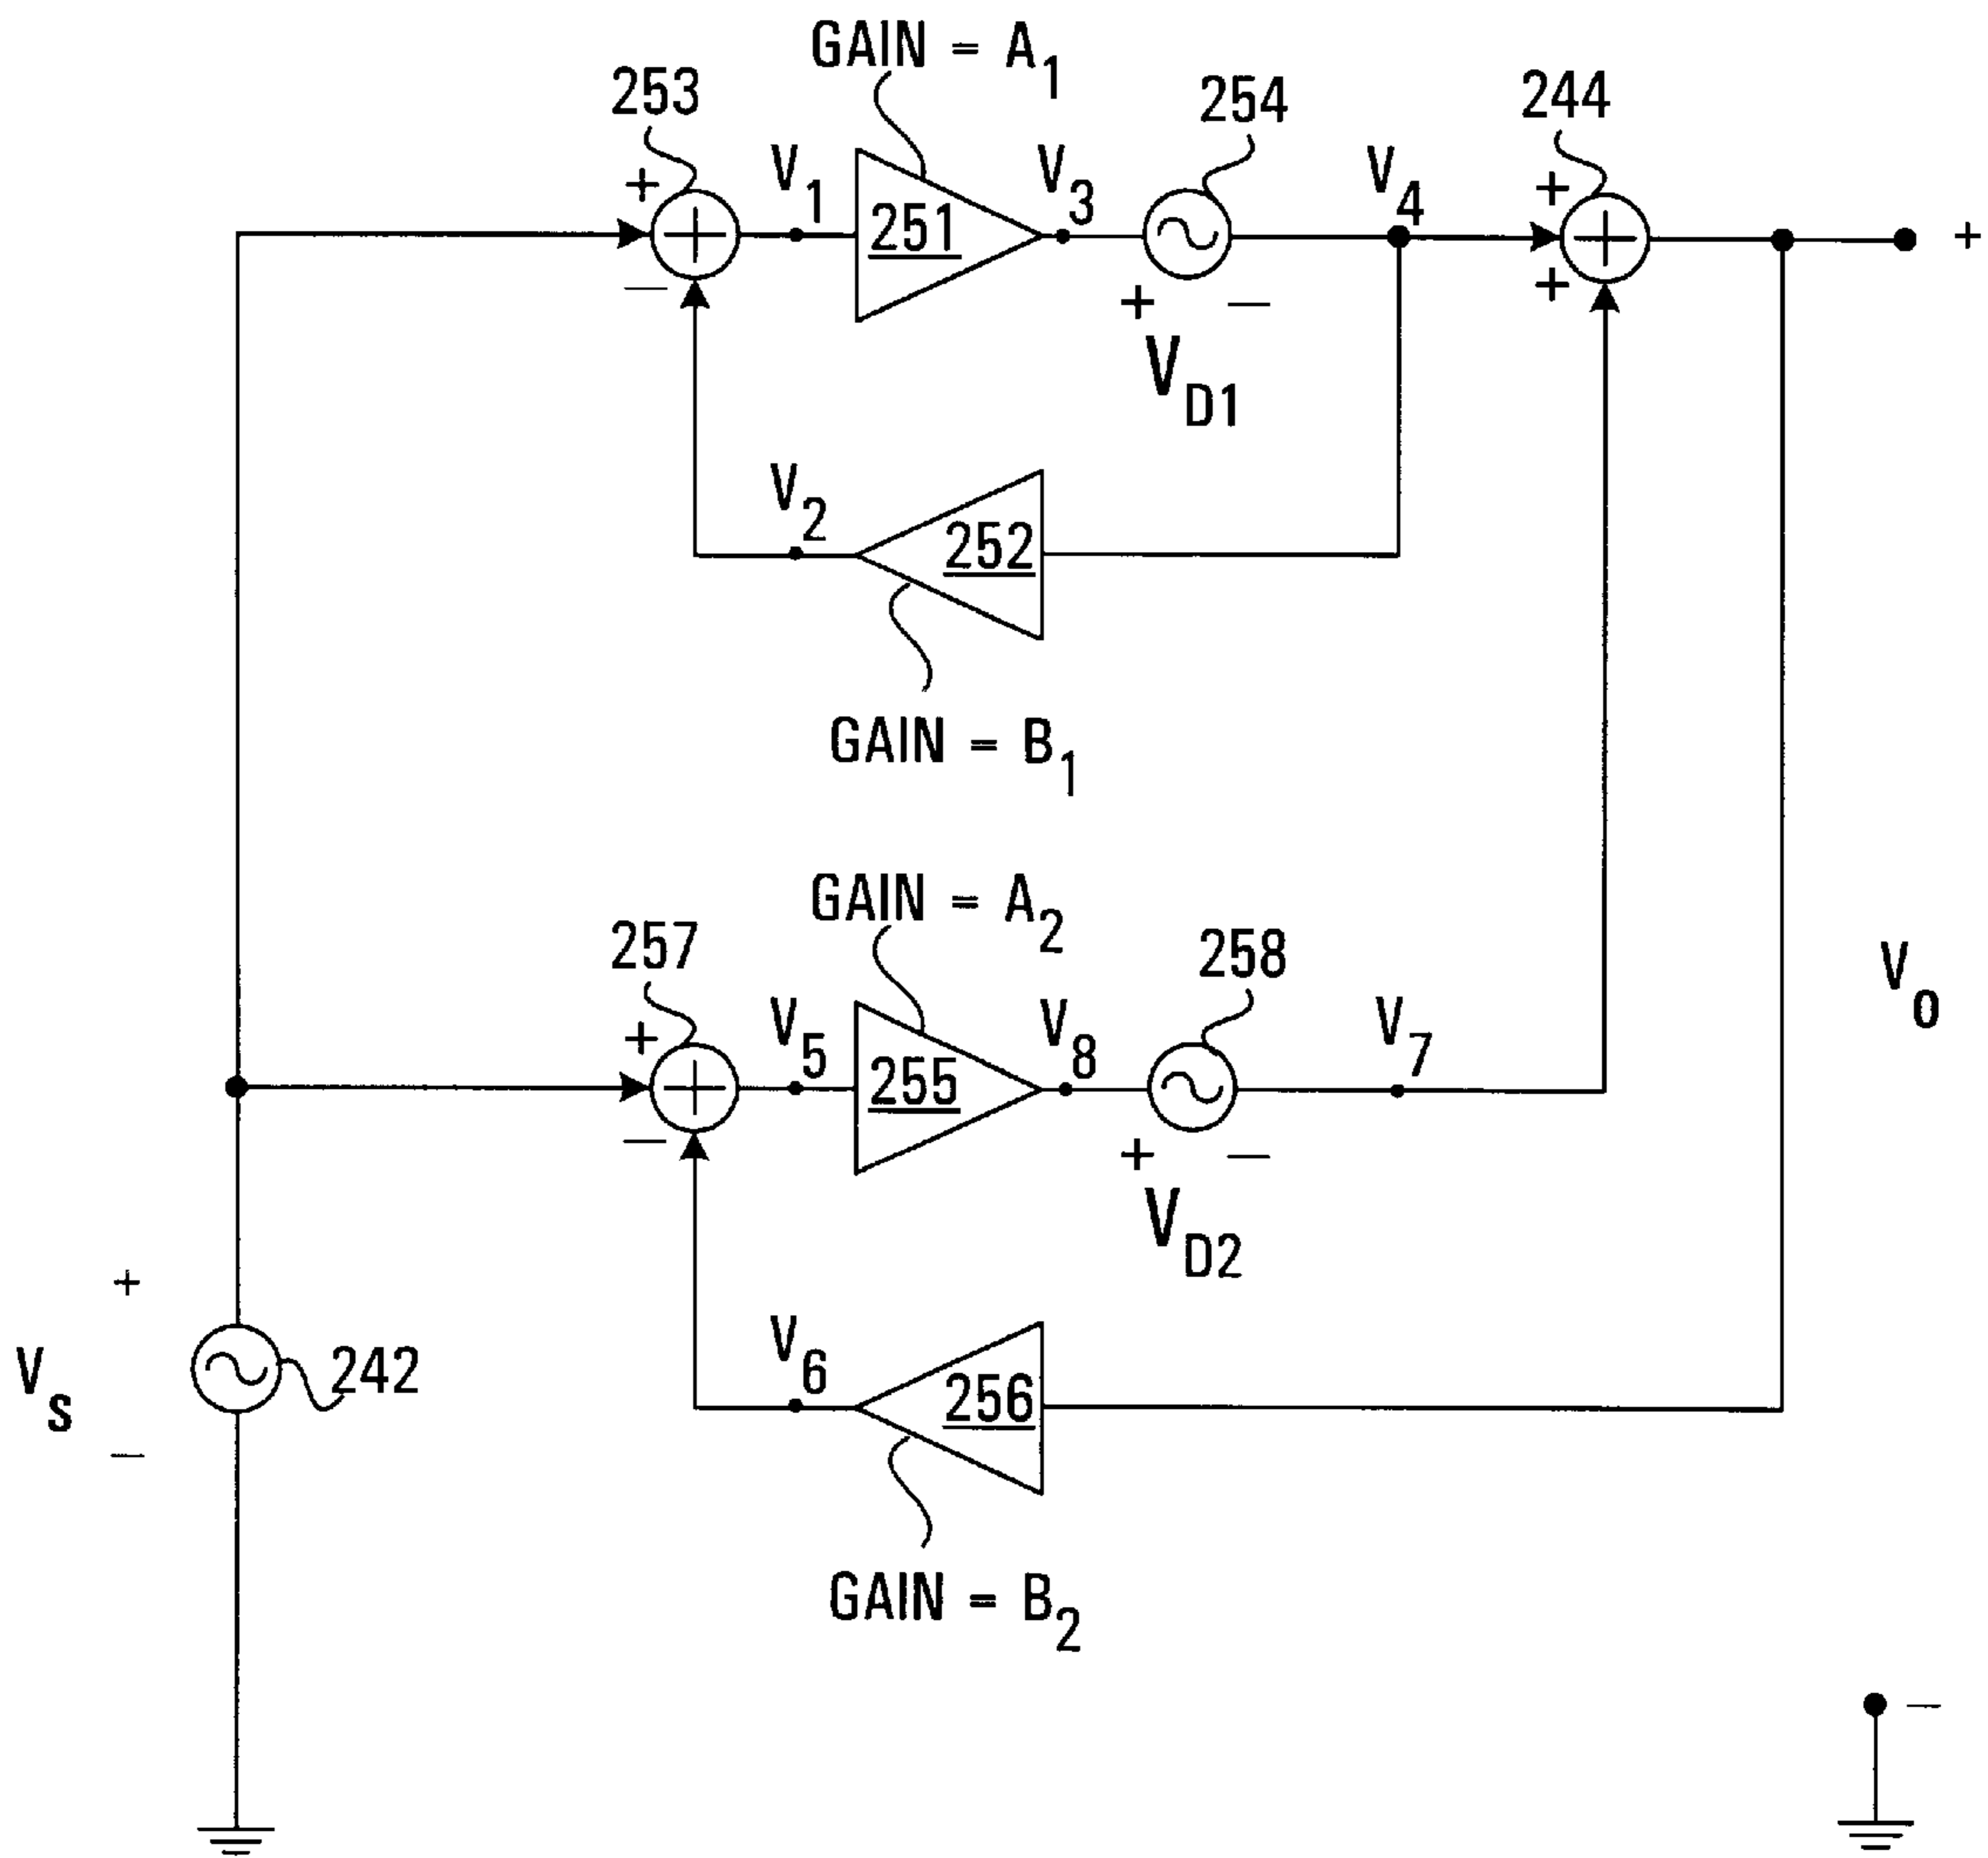 GAIN = A1
253
254
244
+
V1
V3
V4
+
251
+
−
+
+ −
VD1
V2
252
GAIN = B1
GAIN = A2
257
258
Vo
+
V5
V8
V7
255
−
+ −
VD2
+
V6
Vs
242
256
−
GAIN = B2
−